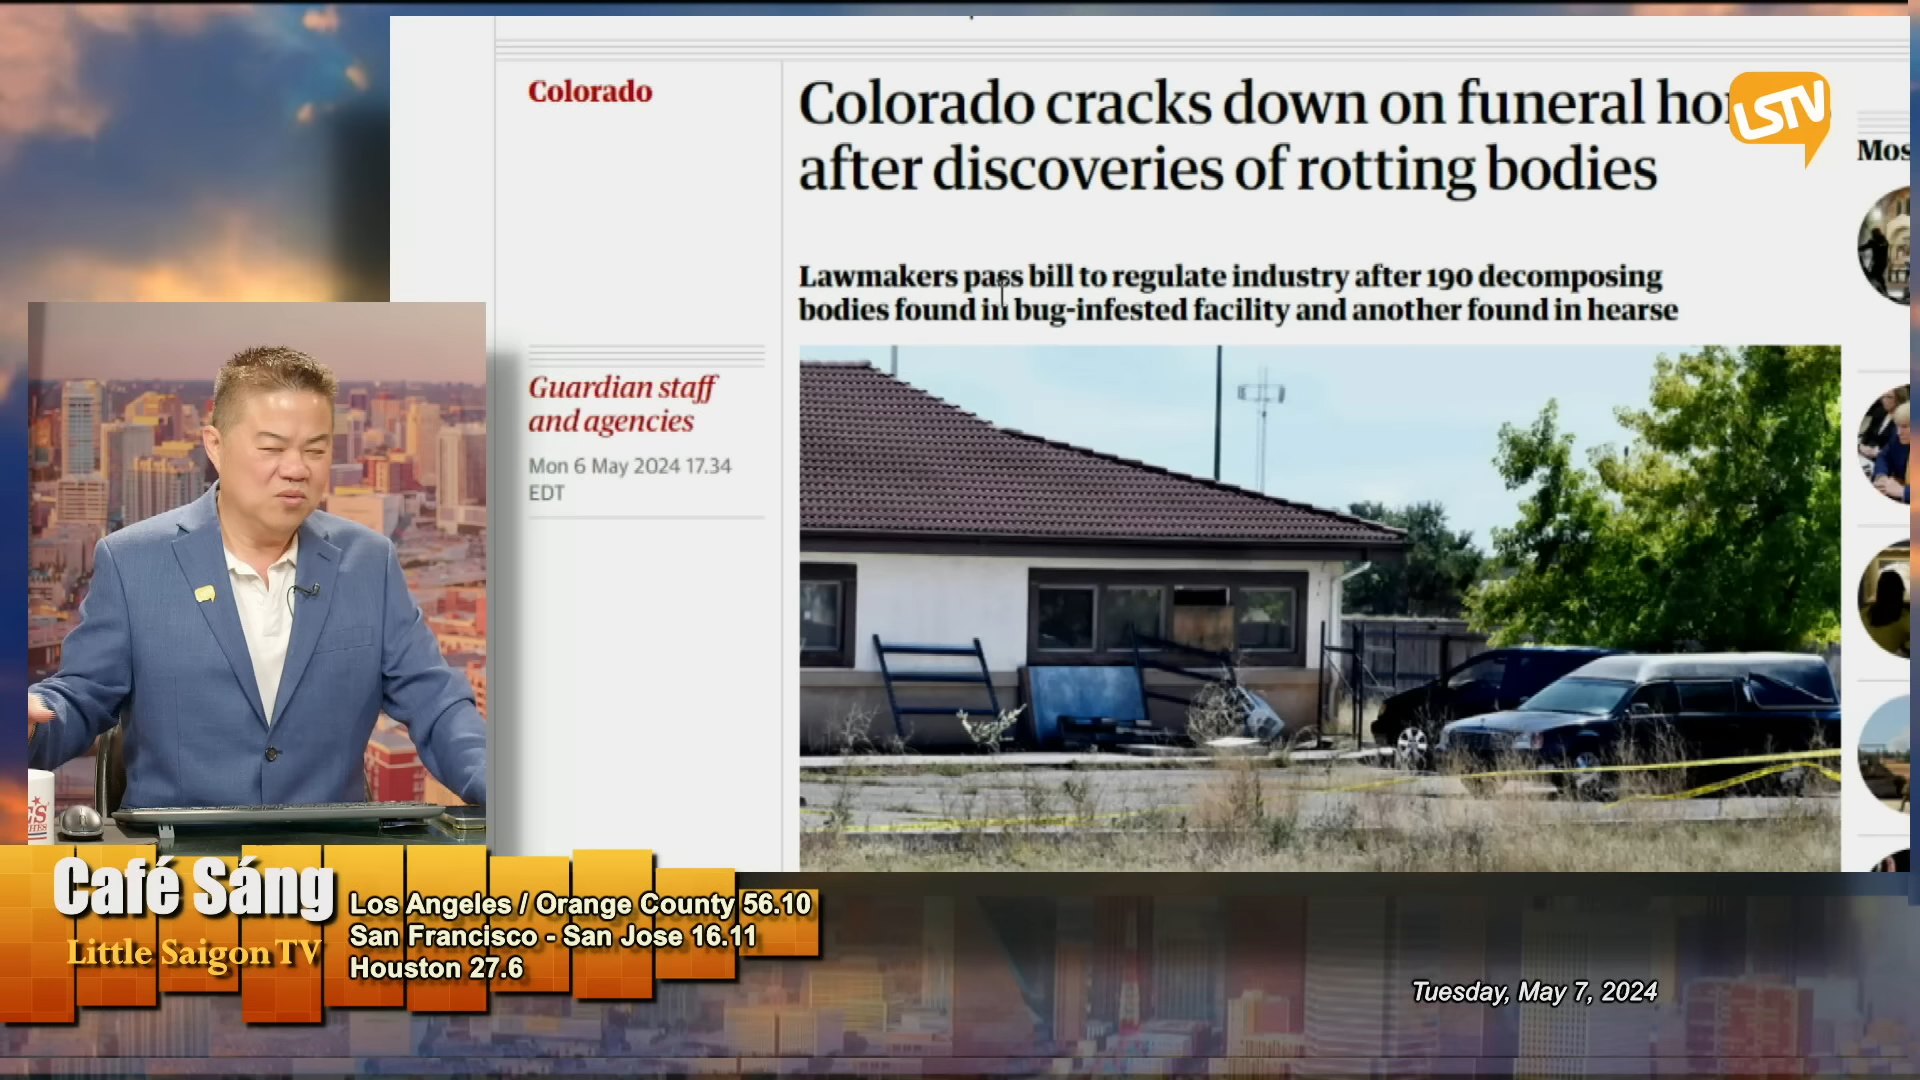 Colorado
Colorado cracks down on funeral
after discoveries of rotting bodies
LSTV
Lawmakers pass bill to regulate industry after 190 decomposing
bodies found in bug-infested facility and another found in hearse
Guardian staff
and agencies
Mon 6 May 2024 17.34
EDT
Café Sáng
Little Saigon TV
Los Angeles / Orange County 56.10
San Francisco - San Jose 16.11
Houston 27.6
Tuesday, May 7, 2024